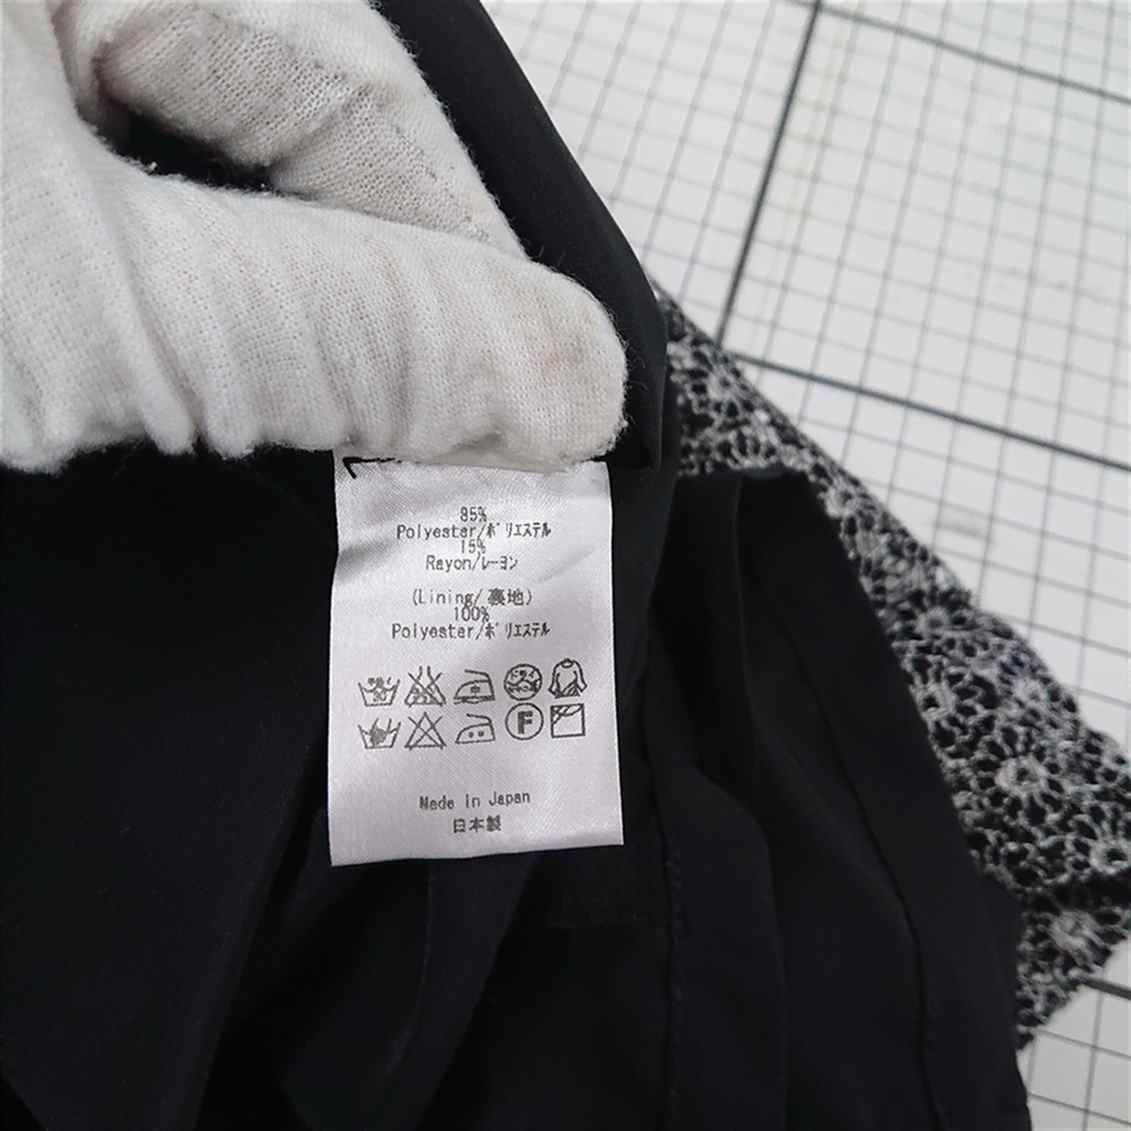 85%
Polyester/ポリエステル
15%
Rayon/レーヨン
(Lining/裏地)
100%
Polyester/ポリエステル
F
Made in Japan
日本製